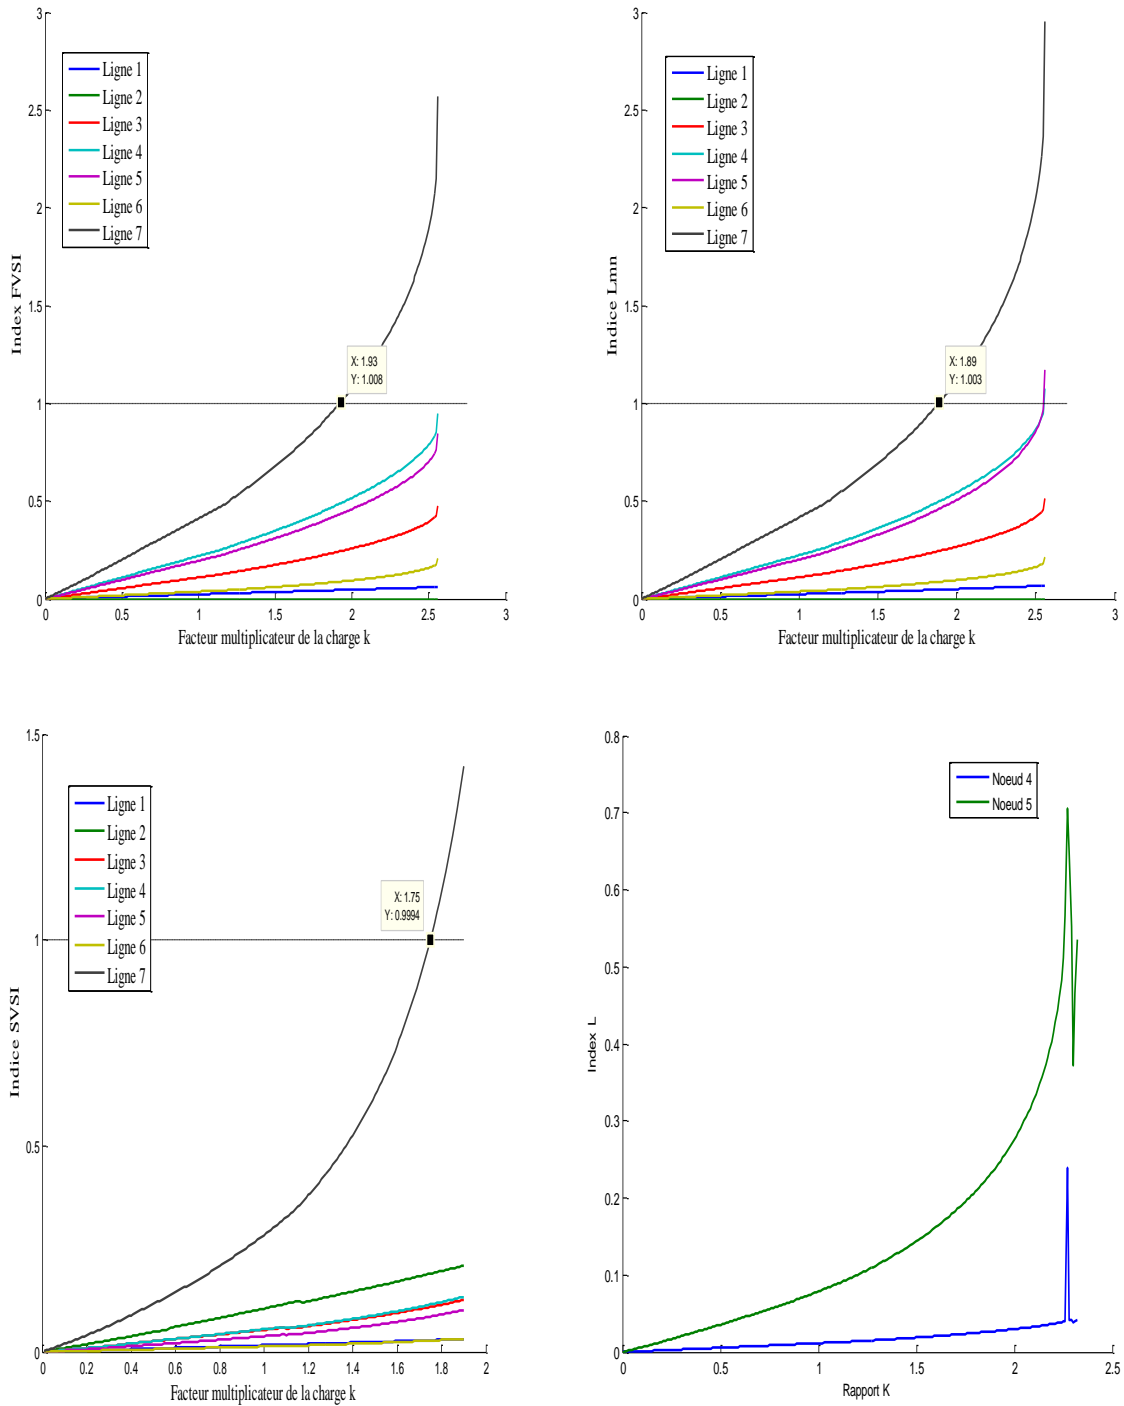 3
2.5
2
1.5
1
0.5
0
Index FVSI
Ligne 1
Ligne 2
Ligne 3
Ligne 4
Ligne 5
Ligne 6
Ligne 7
X: 1.93
Y: 1.008
0 0.5 1 1.5 2 2.5 3
Facteur multiplicateur de la charge k
3
2.5
2
1.5
1
0.5
0
Indice Lmn
Ligne 1
Ligne 2
Ligne 3
Ligne 4
Ligne 5
Ligne 6
Ligne 7
X: 1.89
Y: 1.003
0 0.5 1 1.5 2 2.5 3
Facteur multiplicateur de la charge k
1.5
1
0.5
0
Indice SVSI
Ligne 1
Ligne 2
Ligne 3
Ligne 4
Ligne 5
Ligne 6
Ligne 7
X: 1.75
Y: 0.9994
0 0.2 0.4 0.6 0.8 1 1.2 1.4 1.6 1.8 2
Facteur multiplicateur de la charge k
0.8
0.7
0.6
0.5
0.4
0.3
0.2
0.1
0
Index L
Noeud 4
Noeud 5
0 0.5 1 1.5 2 2.5
Rapport K